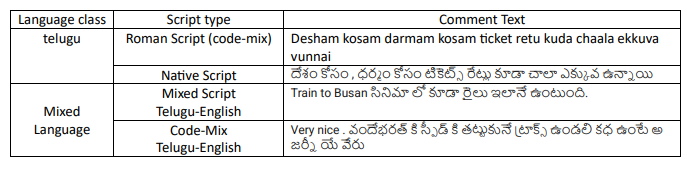 Language class Script type Comment Text
telugu Roman Script (code-mix) Desham kosam darmam kosam ticket retu kuda chaala ekkuva
vunnai
Native Script దేశం కోసం , ధర్మం కోసం టికెట్స్ రేట్లు కూడా చాలా ఎక్కువ ఉన్నాయి
Mixed Mixed Script Train to Busan సినిమా లో కూడా రైలు ఇలానే ఉంటుంది.
Language Telugu-English
Code-Mix Very nice . వందేభరత్ కి స్పీడ్ కి తట్టుకునే ట్రాక్స్ ఉండలి కధ ఉంటే అ
Telugu-English జర్నీ యే వేరు